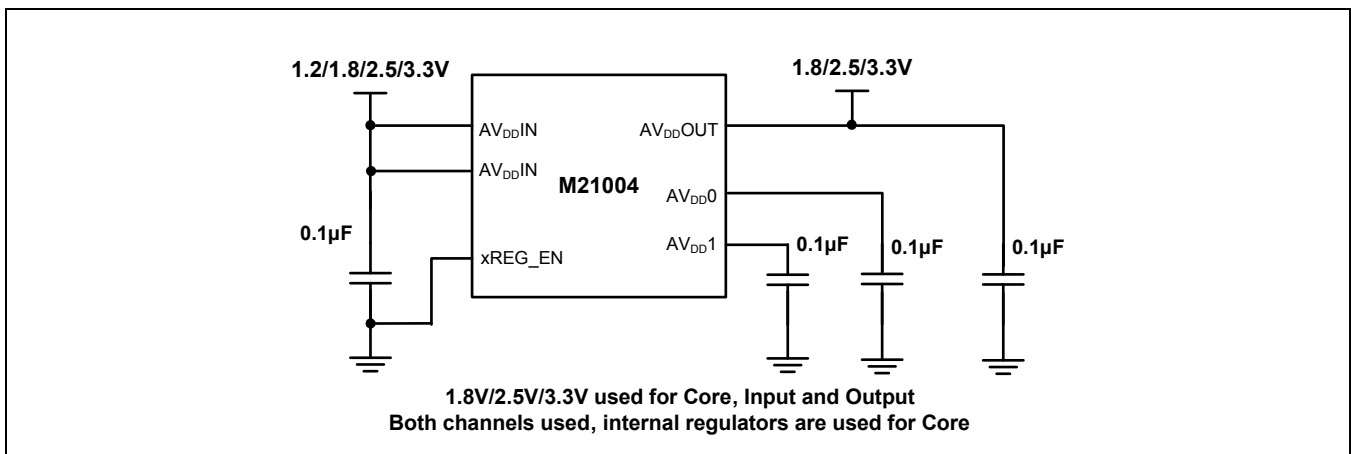 1.2/1.8/2.5/3.3V
1.8/2.5/3.3V
AVDDIN
AVDDOUT
AVDDIN
M21004
AVDD0
0.1µF
xREG_EN
AVDD1
0.1µF
0.1µF
0.1µF
1.8V/2.5V/3.3V used for Core, Input and Output
Both channels used, internal regulators are used for Core